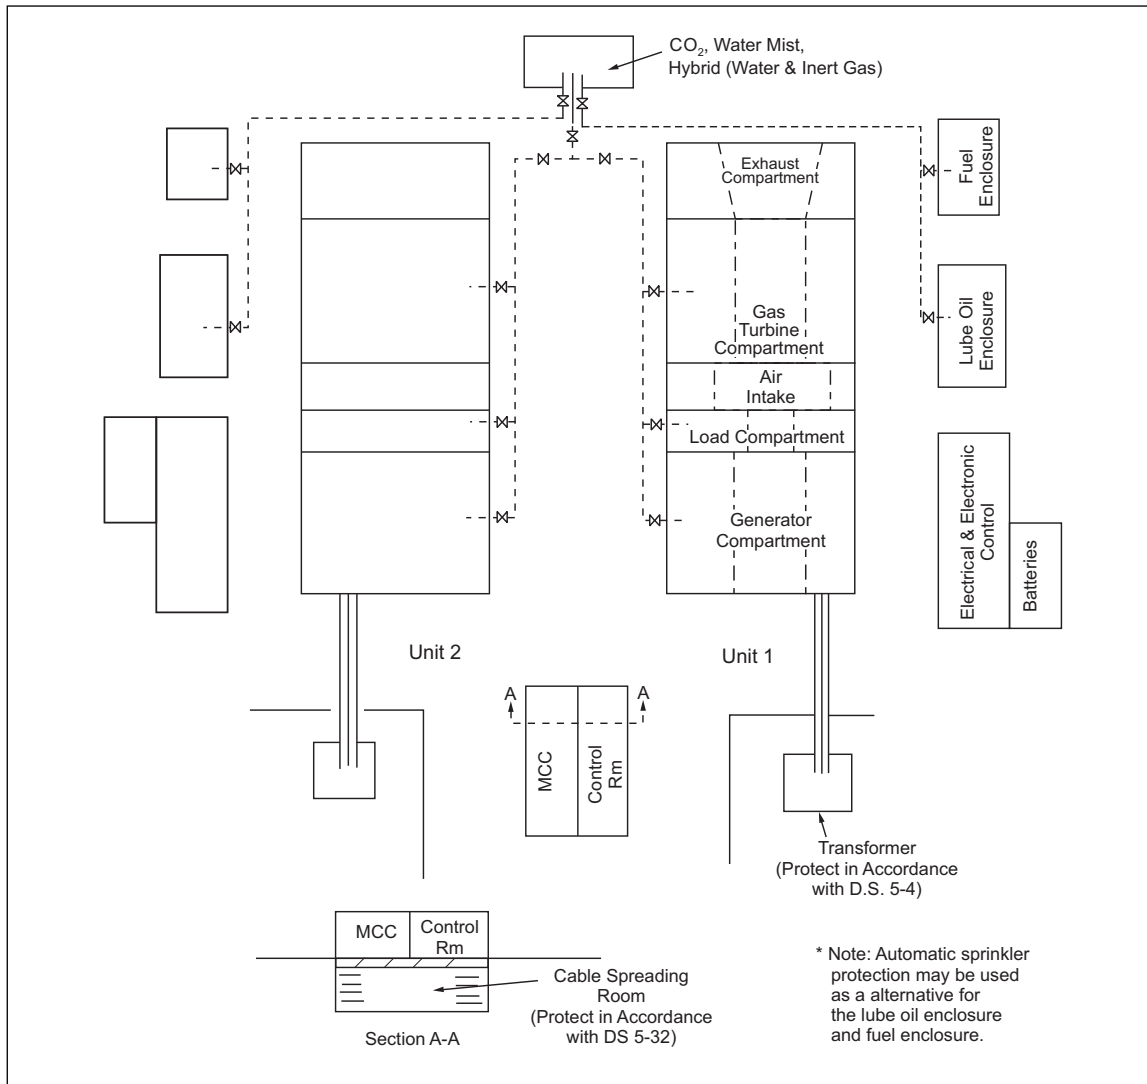 CO₂, Water Mist,
Hybrid (Water & Inert Gas)
Exhaust
Compartment
Fuel
Enclosure
Gas
Turbine
Compartment
Lube Oil
Enclosure
Air
Intake
Load Compartment
Generator
Compartment
Electrical & Electronic
Control
Batteries
Unit 2
Unit 1
A
A
MCC
Control
Rm
Transformer
(Protect in Accordance
with D.S. 5-4)
MCC
Control
Rm
Cable Spreading
Room
(Protect in Accordance
with DS 5-32)
Section A-A
* Note: Automatic sprinkler
protection may be used
as a alternative for
the lube oil enclosure
and fuel enclosure.